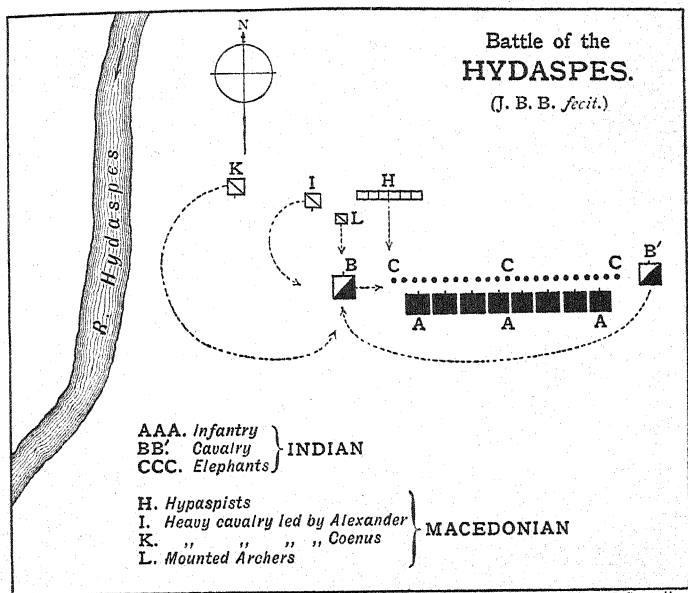 Battle of the
HYDASPES.
(J. B. B. fecit.)
N
K
I
H
L
R. Hydaspes
B
C
C
C
B'
A
A
A
AAA. Infantry
BB'. Cavalry
CCC. Elephants
INDIAN
H. Hypaspists
I. Heavy cavalry led by Alexander
K. ,, ,, ,, ,, Coenus
L. Mounted Archers
MACEDONIAN